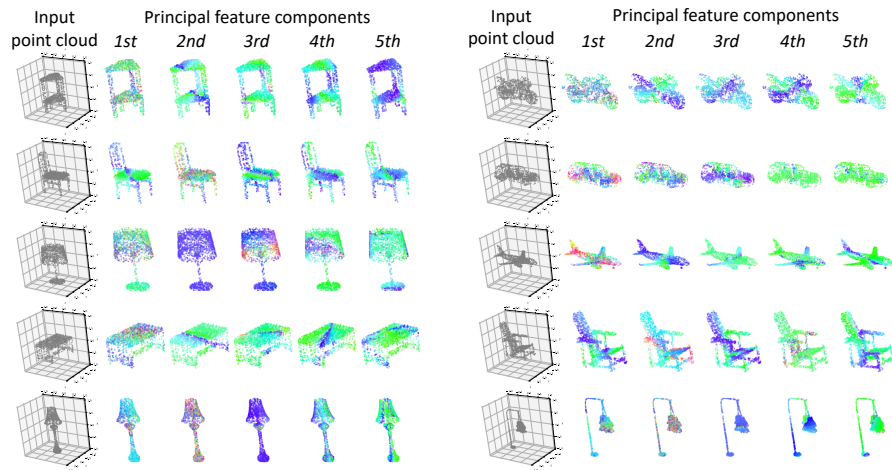 Input
point cloud
Principal feature components
1st 2nd 3rd 4th 5th
Input
point cloud
Principal feature components
1st 2nd 3rd 4th 5th